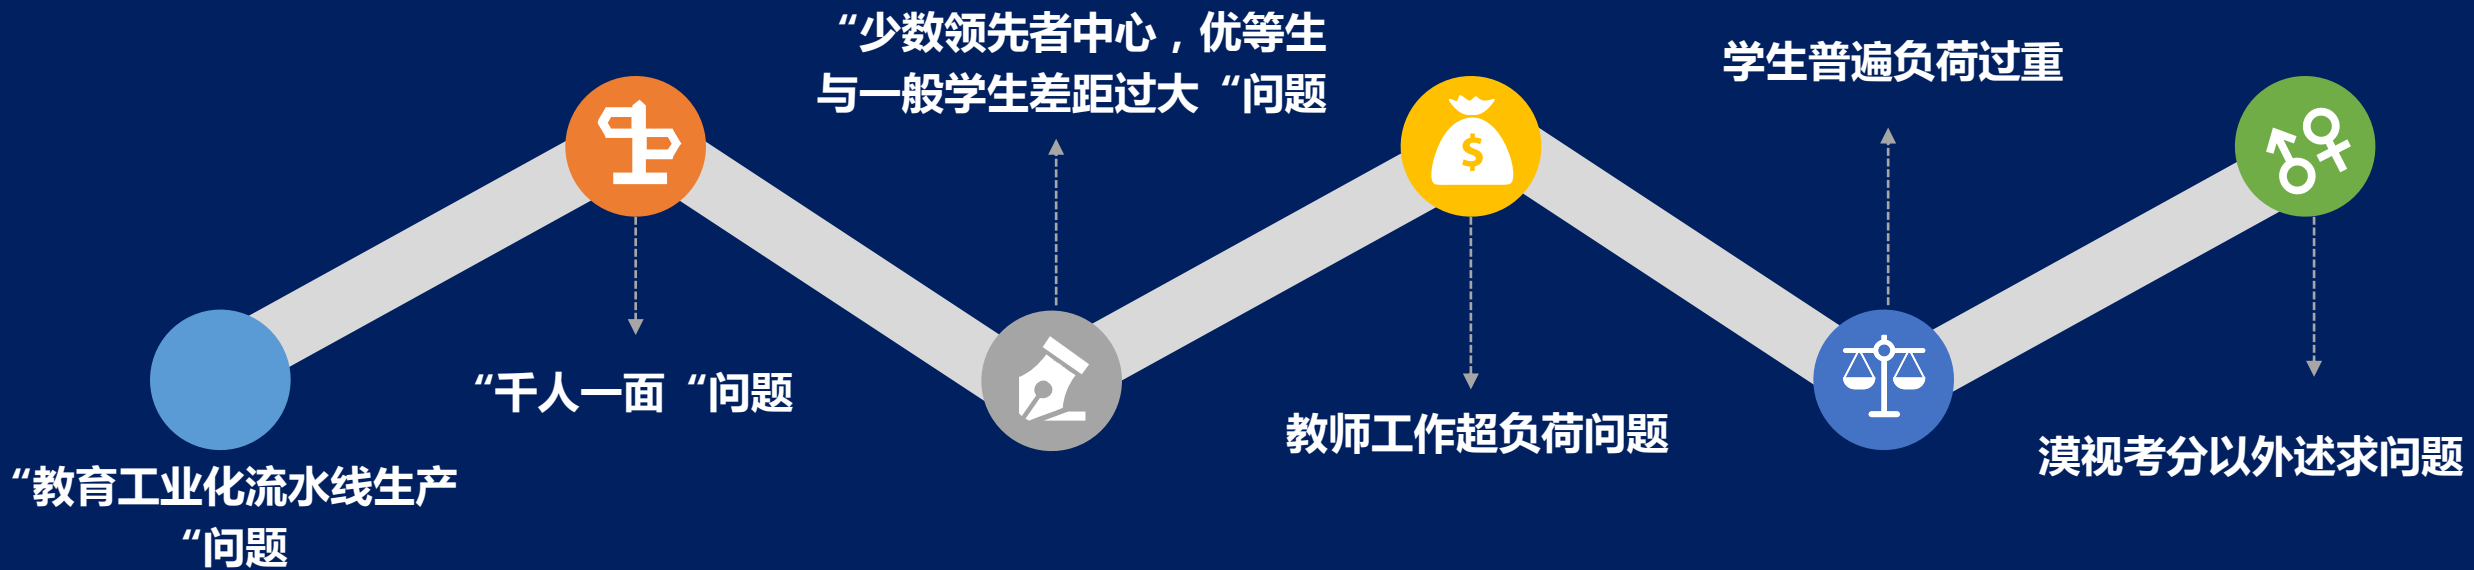 “教育工业化流水线生产
“问题
“千人一面 “问题
“少数领先者中心，优等生
与一般学生差距过大 “问题
教师工作超负荷问题
学生普遍负荷过重
漠视考分以外述求问题